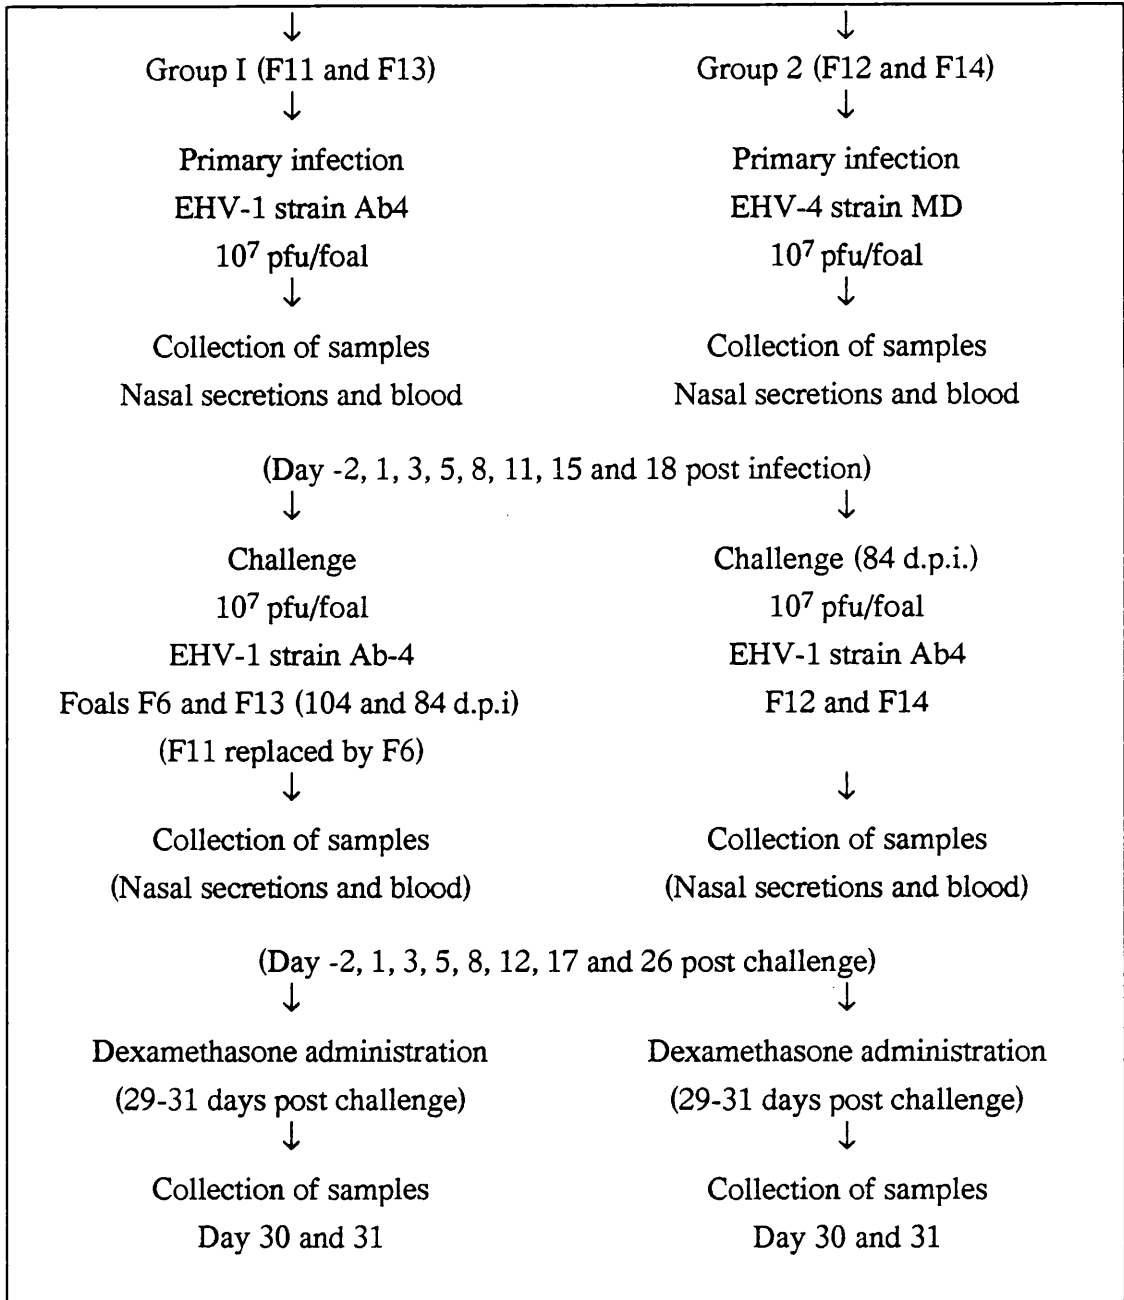 ↓ ↓
Group I (F11 and F13) Group 2 (F12 and F14)
↓ ↓
Primary infection Primary infection
EHV-1 strain Ab4 EHV-4 strain MD
10⁷ pfu/foal 10⁷ pfu/foal
↓ ↓
Collection of samples Collection of samples
Nasal secretions and blood Nasal secretions and blood
(Day -2, 1, 3, 5, 8, 11, 15 and 18 post infection)
↓ ↓
Challenge Challenge (84 d.p.i.)
10⁷ pfu/foal 10⁷ pfu/foal
EHV-1 strain Ab-4 EHV-1 strain Ab4
Foals F6 and F13 (104 and 84 d.p.i) F12 and F14
(F11 replaced by F6)
↓ ↓
Collection of samples Collection of samples
(Nasal secretions and blood) (Nasal secretions and blood)
(Day -2, 1, 3, 5, 8, 12, 17 and 26 post challenge)
↓ ↓
Dexamethasone administration Dexamethasone administration
(29-31 days post challenge) (29-31 days post challenge)
↓ ↓
Collection of samples Collection of samples
Day 30 and 31 Day 30 and 31